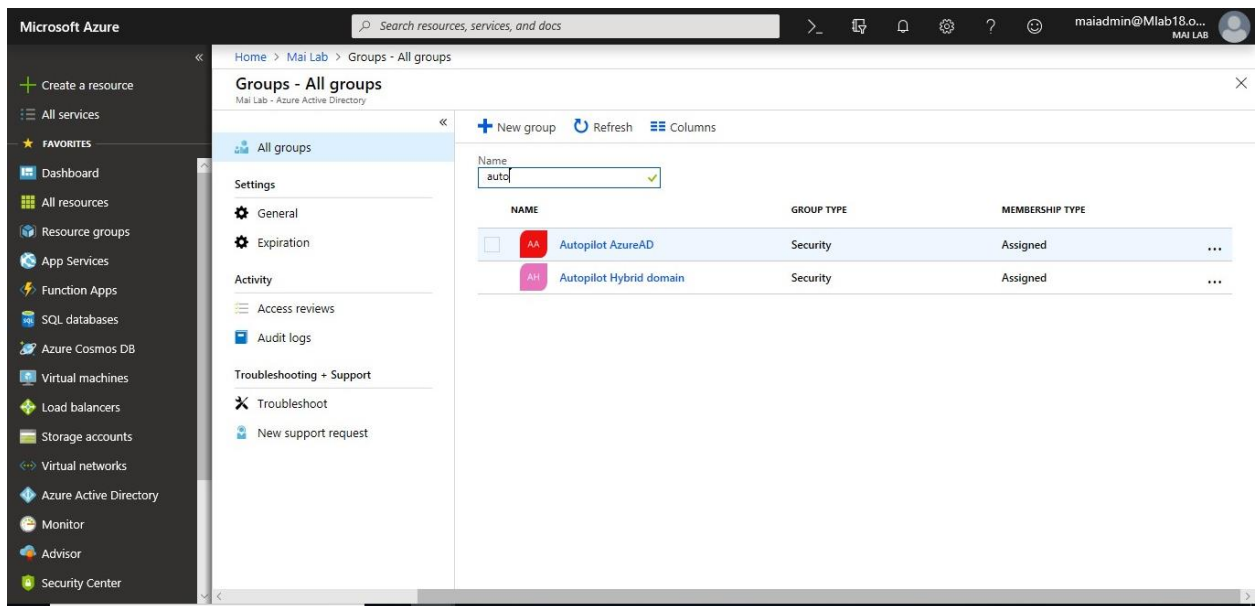 Microsoft Azure
Search resources, services, and docs
maiadmin@Mlab18.o...
MAI LAB
Create a resource
All services
FAVORITES
Dashboard
All resources
Resource groups
App Services
Function Apps
SQL databases
Azure Cosmos DB
Virtual machines
Load balancers
Storage accounts
Virtual networks
Azure Active Directory
Monitor
Advisor
Security Center
Home > Mai Lab > Groups - All groups
Groups - All groups
Mai Lab - Azure Active Directory
All groups
Settings
General
Expiration
Activity
Access reviews
Audit logs
Troubleshooting + Support
Troubleshoot
New support request
New group Refresh Columns
Name
auto
NAME GROUP TYPE MEMBERSHIP TYPE
AA Autopilot AzureAD Security Assigned ...
AH Autopilot Hybrid domain Security Assigned ...